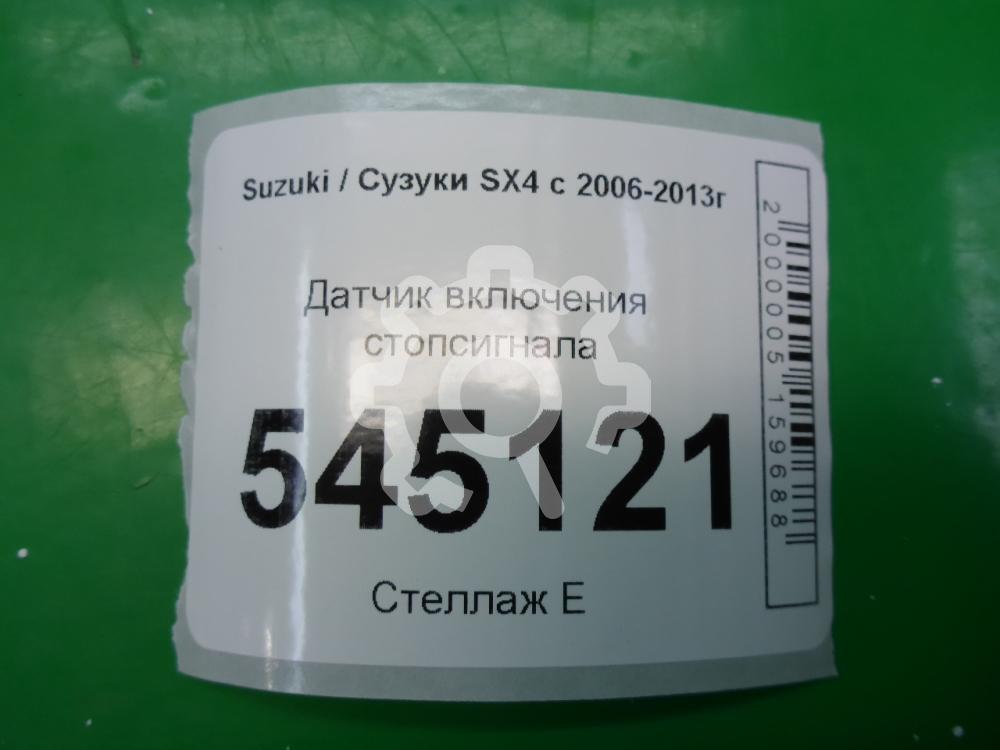 Suzuki / Сузуки SX4 с 2006-2013г
Датчик включения
стопсигнала
545121
Стеллаж Е
2000005159688